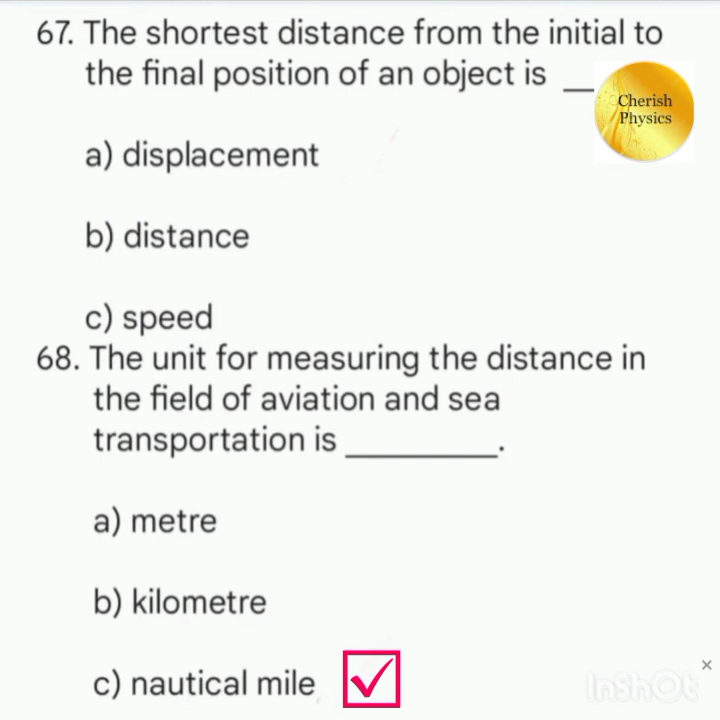 67. The shortest distance from the initial to
the final position of an object is __
Cherish
Physics
a) displacement
b) distance
c) speed
68. The unit for measuring the distance in
the field of aviation and sea
transportation is _________.
a) metre
b) kilometre
c) nautical mile
InShOt
×